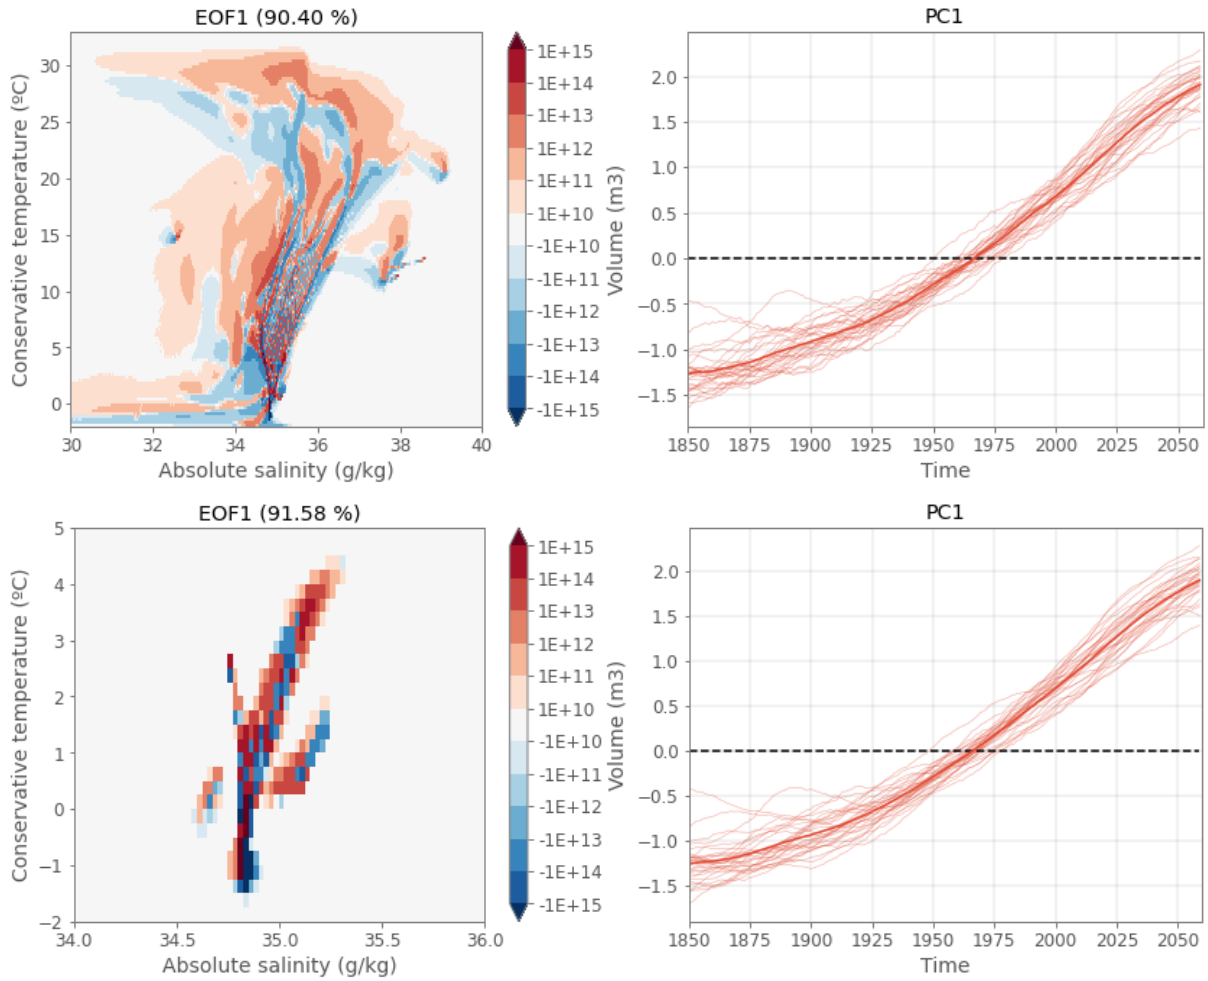 EOF1 (90.40 %)
Conservative temperature (ºC)
30
25
20
15
10
5
0
30 32 34 36 38 40
Absolute salinity (g/kg)
1E+15
1E+14
1E+13
1E+12
1E+11
1E+10
-1E+10
-1E+11
-1E+12
-1E+13
-1E+14
-1E+15
Volume (m3)
PC1
2.0
1.5
1.0
0.5
0.0
−0.5
−1.0
−1.5
1850 1875 1900 1925 1950 1975 2000 2025 2050
Time
EOF1 (91.58 %)
Conservative temperature (ºC)
5
4
3
2
1
0
−1
−2
34.0 34.5 35.0 35.5 36.0
Absolute salinity (g/kg)
1E+15
1E+14
1E+13
1E+12
1E+11
1E+10
-1E+10
-1E+11
-1E+12
-1E+13
-1E+14
-1E+15
Volume (m3)
PC1
2.0
1.5
1.0
0.5
0.0
−0.5
−1.0
−1.5
1850 1875 1900 1925 1950 1975 2000 2025 2050
Time